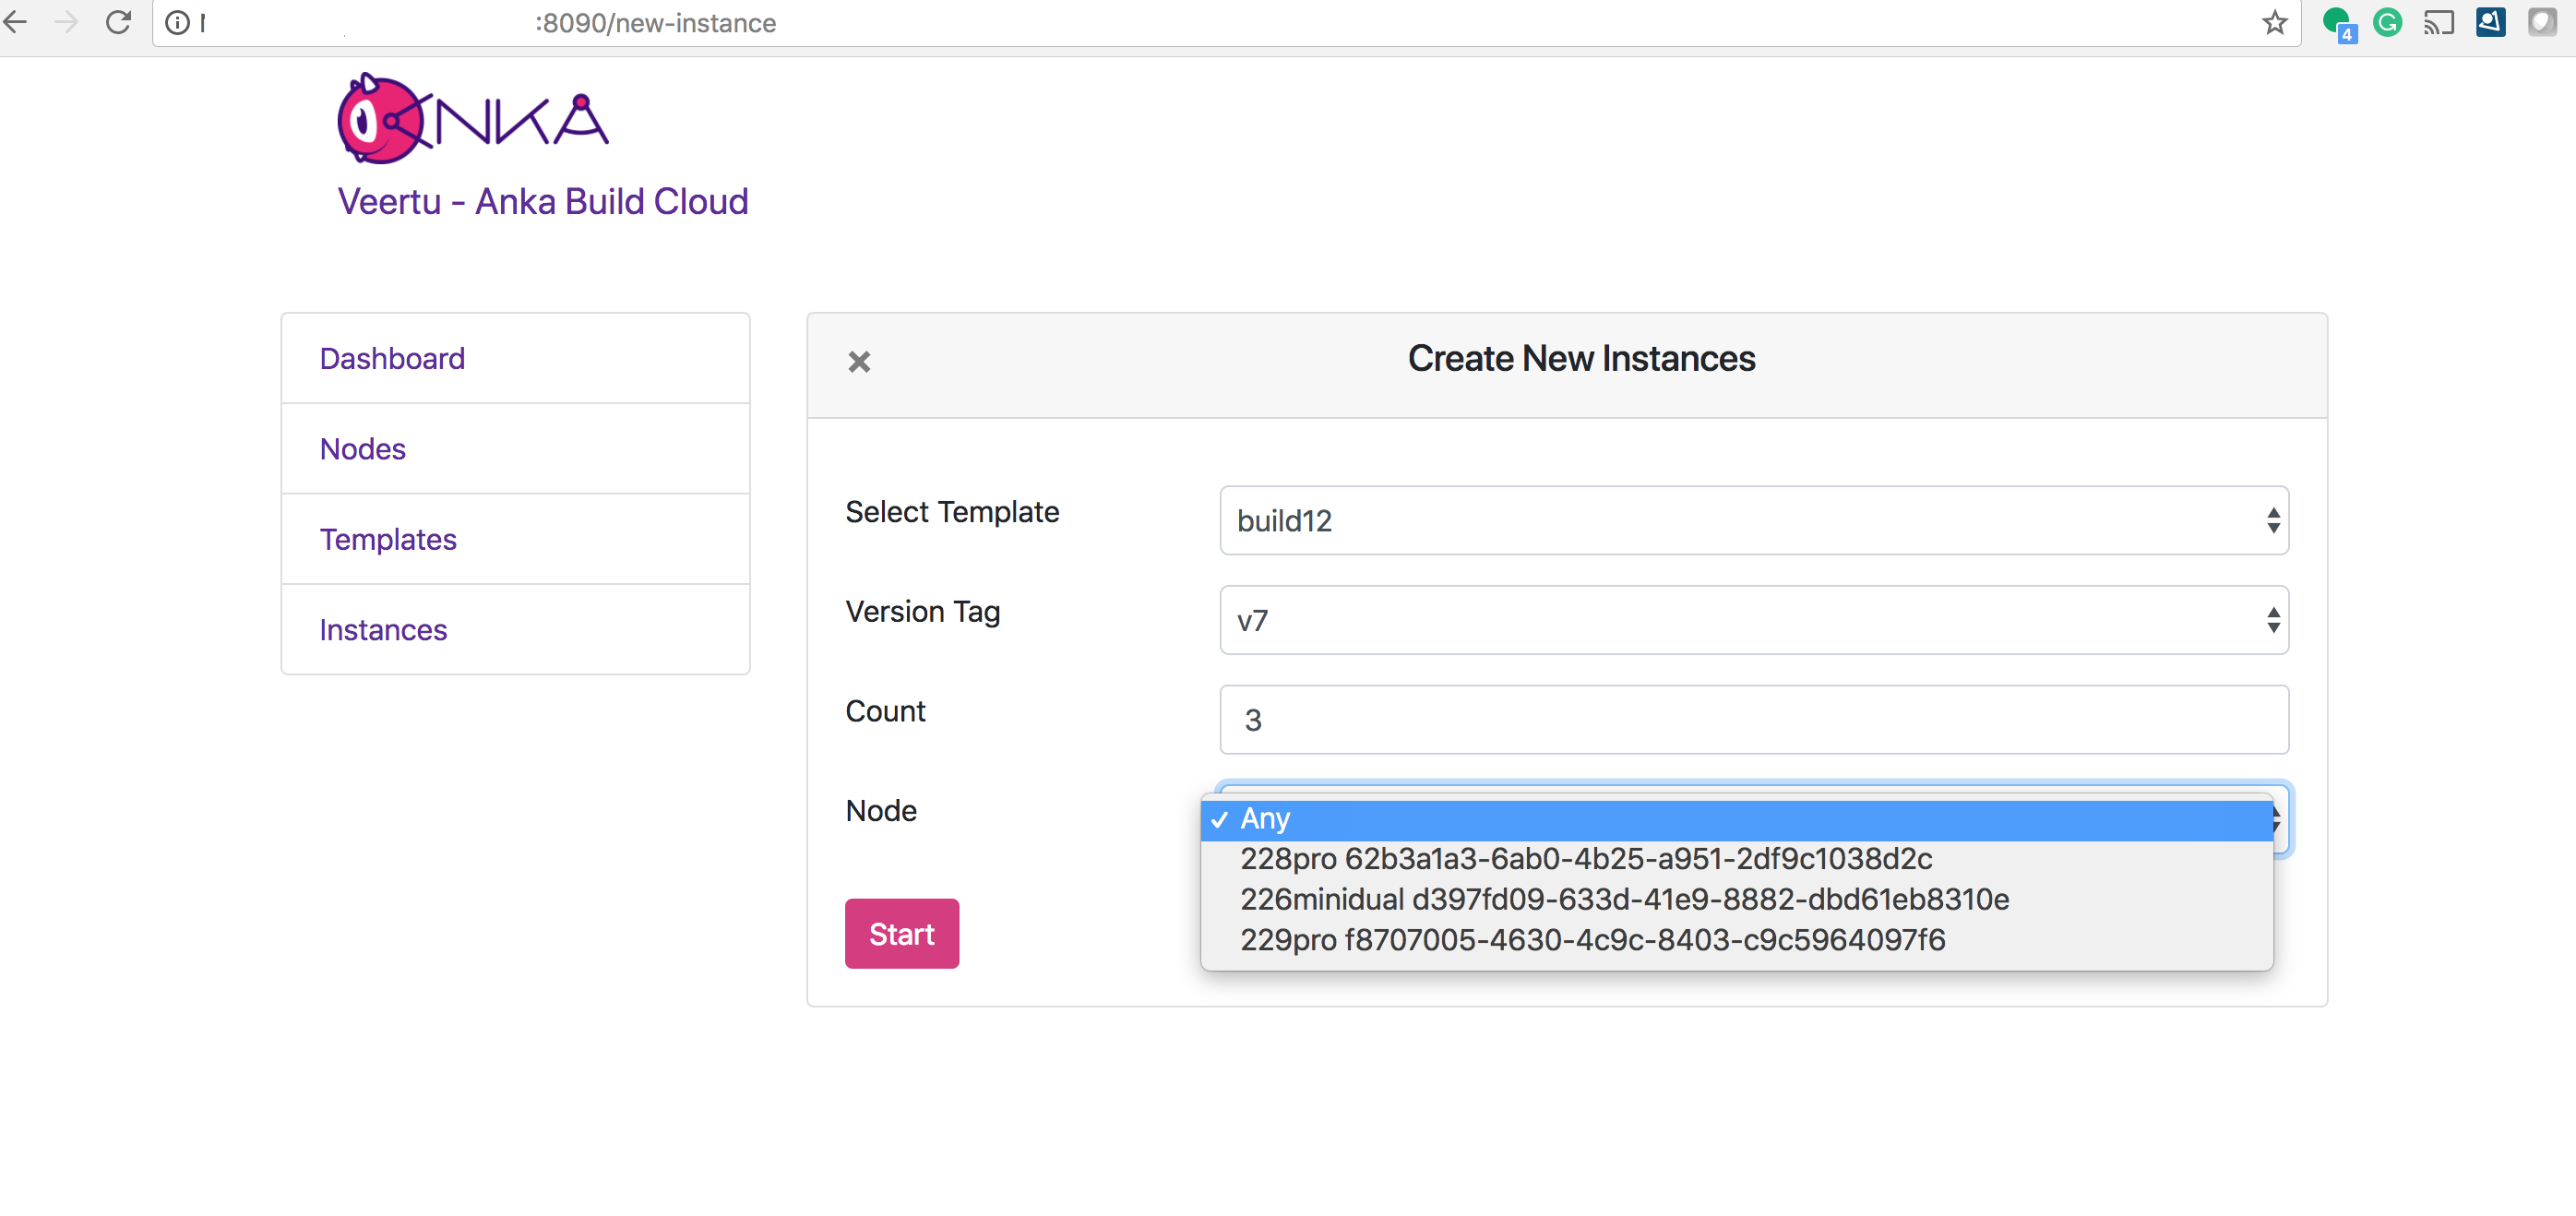 :8090/new-instance
4
ANKA
Veertu - Anka Build Cloud
Dashboard
Nodes
Templates
Instances
Create New Instances
Select Template
build12
Version Tag
v7
Count
3
Node
✓ Any
228pro 62b3a1a3-6ab0-4b25-a951-2df9c1038d2c
226minidual d397fd09-633d-41e9-8882-dbd61eb8310e
229pro f8707005-4630-4c9c-8403-c9c5964097f6
Start